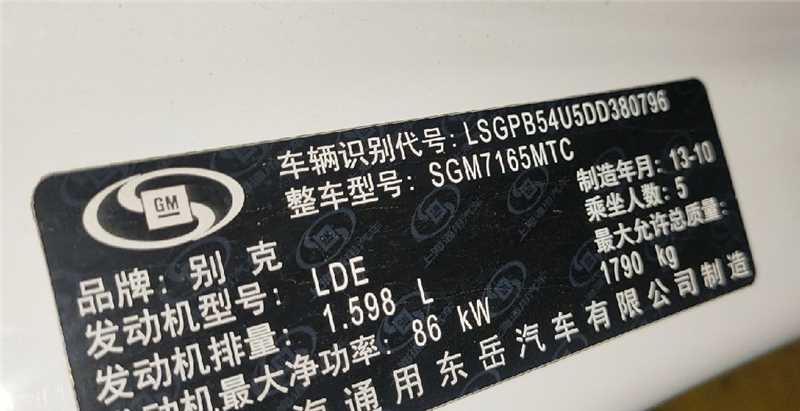 GM
车辆识别代号: LSGPB54U5DD380796
整车型号: SGM7165MTC
制造年月: 13-10
品牌: 别克
乘坐人数: 5
发动机型号: LDE
最大允许总质量:
1790 kg
发动机排量: 1.598 L
发动机最大净功率: 86 kW
海通用东岳汽车有限公司制造